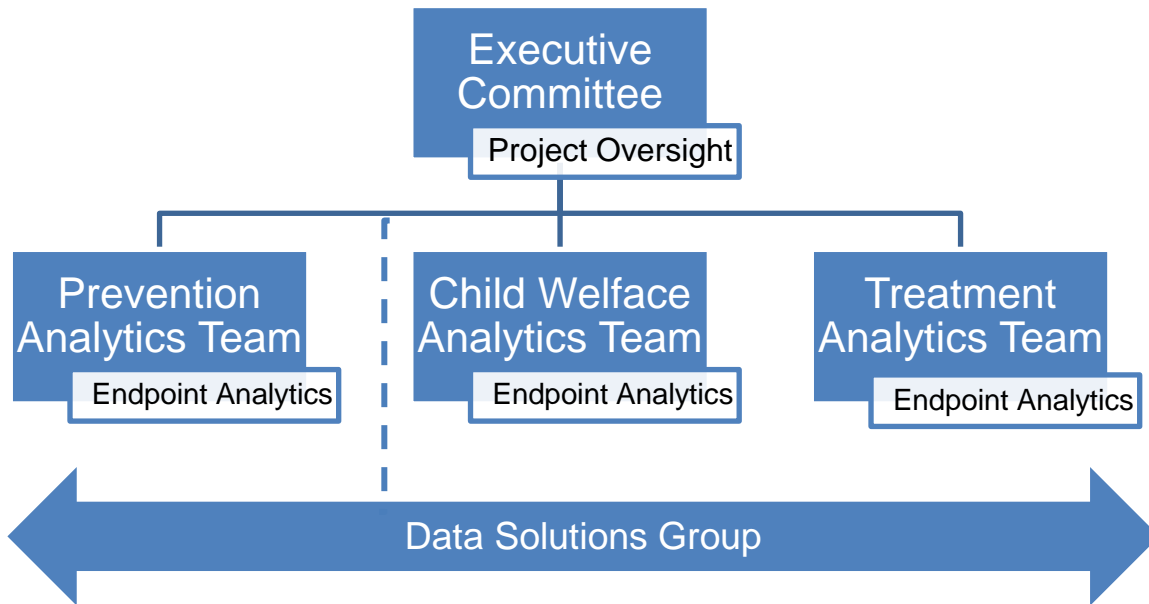 Executive
Committee
Project Oversight
Prevention
Analytics Team
Endpoint Analytics
Child Welface
Analytics Team
Endpoint Analytics
Treatment
Analytics Team
Endpoint Analytics
Data Solutions Group